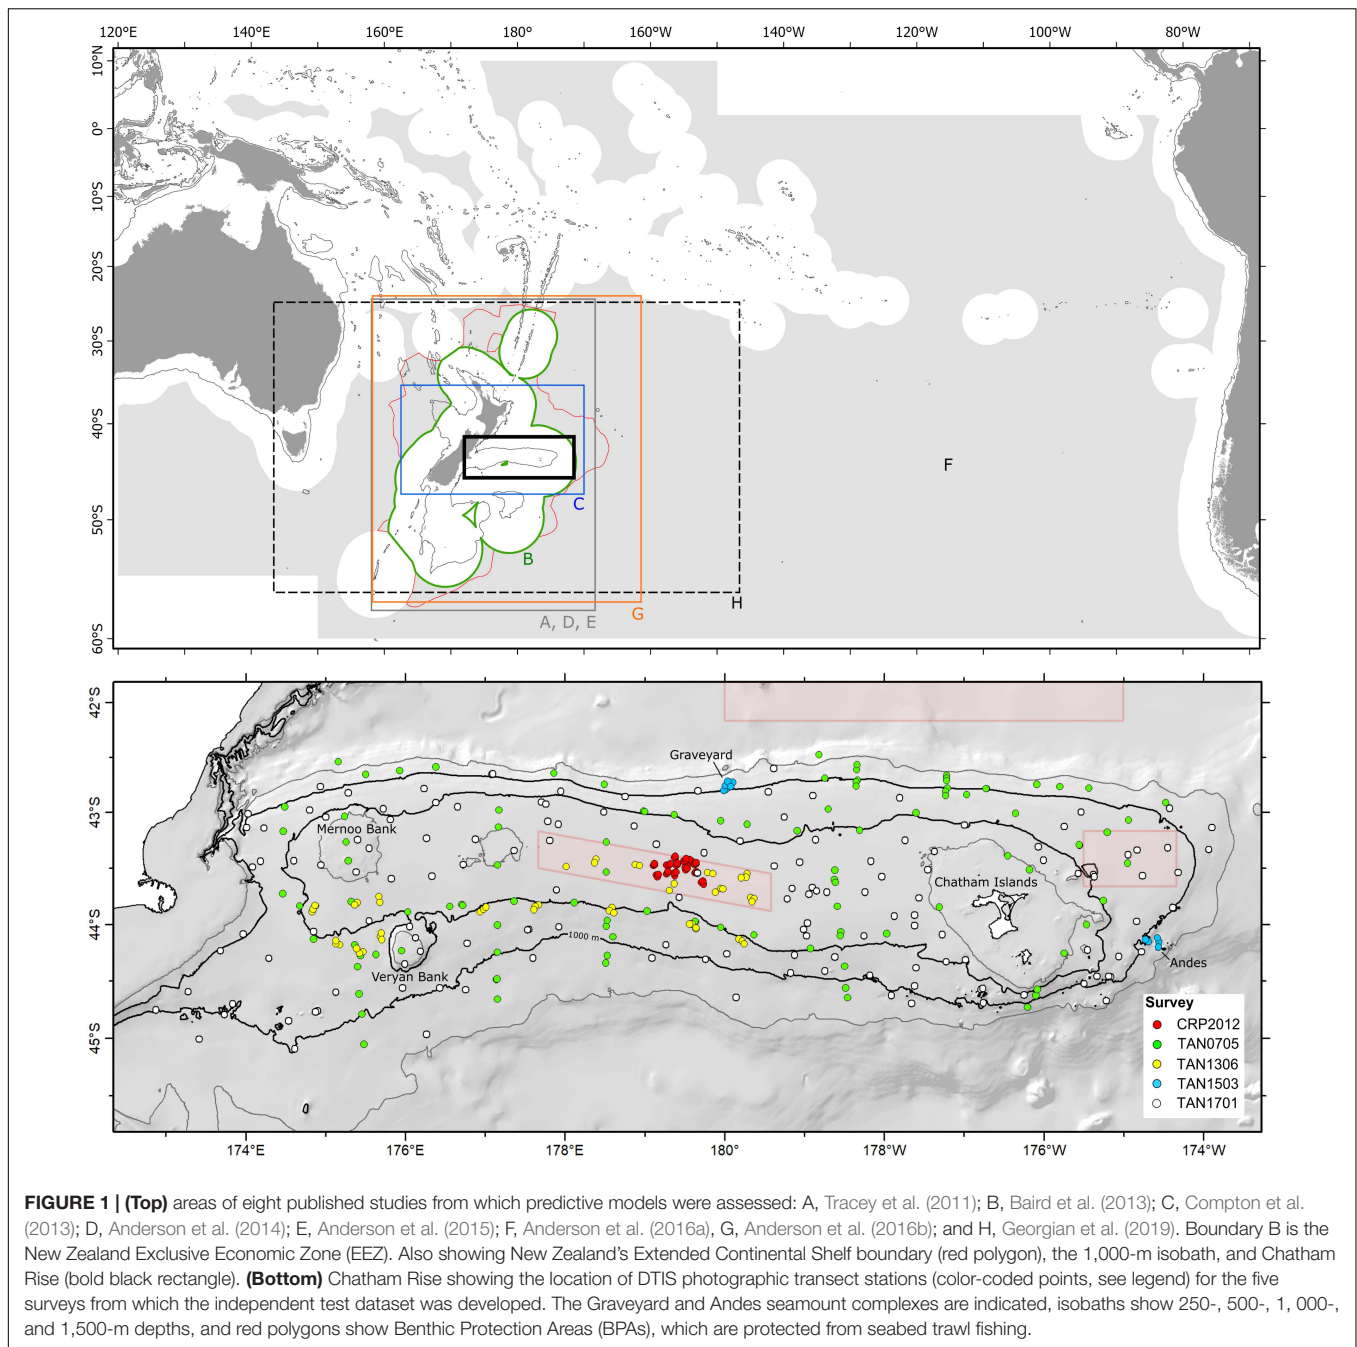 120°E 140°E 160°E 180° 160°W 140°W 120°W 100°W 80°W
10°N
0°
10°S
20°S
30°S
40°S
50°S
60°S
F
C
B
H
G
A, D, E
42°S
43°S
44°S
45°S
Graveyard
Mernoo Bank
Chatham Islands
1000 m
Veryan Bank
Andes
Survey
CRP2012
TAN0705
TAN1306
TAN1503
TAN1701
174°E 176°E 178°E 180° 178°W 176°W 174°W
FIGURE 1 | (Top) areas of eight published studies from which predictive models were assessed: A, Tracey et al. (2011); B, Baird et al. (2013); C, Compton et al.
(2013); D, Anderson et al. (2014); E, Anderson et al. (2015); F, Anderson et al. (2016a), G, Anderson et al. (2016b); and H, Georgian et al. (2019). Boundary B is the
New Zealand Exclusive Economic Zone (EEZ). Also showing New Zealand's Extended Continental Shelf boundary (red polygon), the 1,000-m isobath, and Chatham
Rise (bold black rectangle). (Bottom) Chatham Rise showing the location of DTIS photographic transect stations (color-coded points, see legend) for the five
surveys from which the independent test dataset was developed. The Graveyard and Andes seamount complexes are indicated, isobaths show 250-, 500-, 1, 000-,
and 1,500-m depths, and red polygons show Benthic Protection Areas (BPAs), which are protected from seabed trawl fishing.